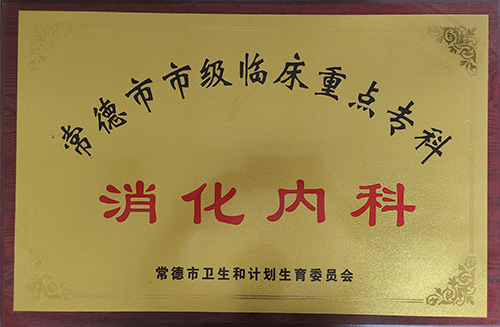 常德市市级临床重点专科
消化内科
常德市卫生和计划生育委员会